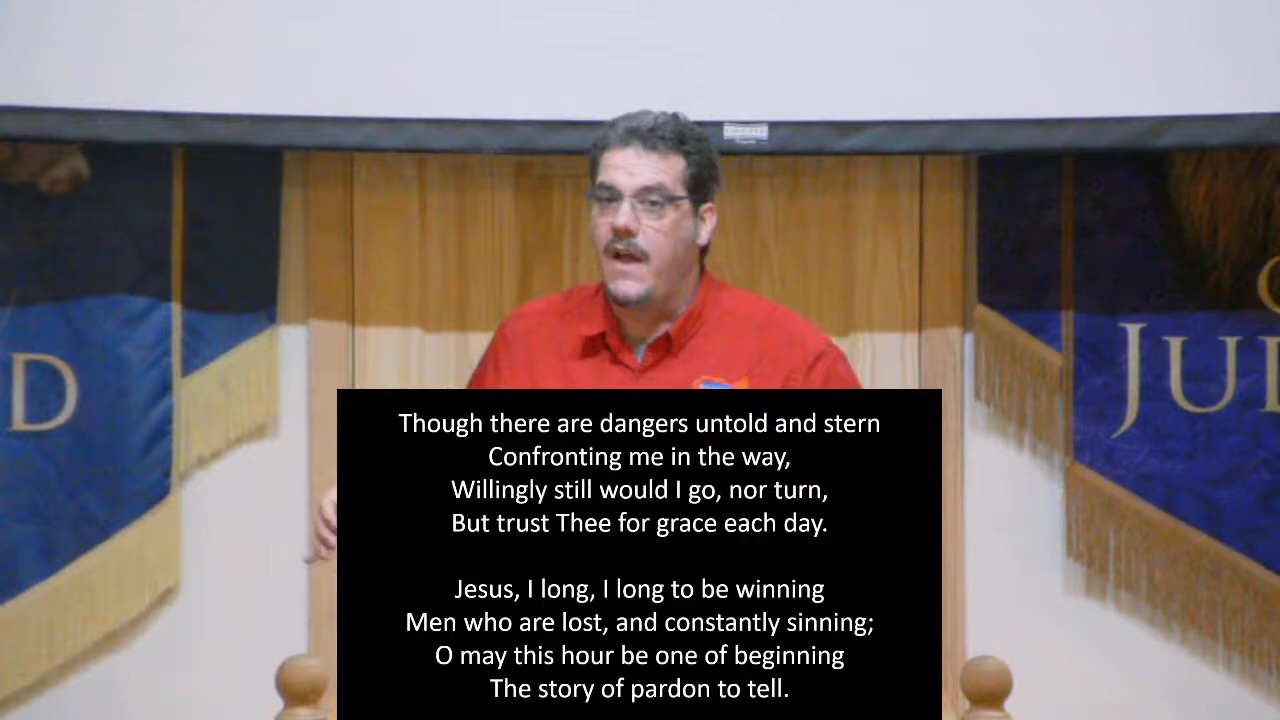 D
JU
Though there are dangers untold and stern
Confronting me in the way,
Willingly still would I go, nor turn,
But trust Thee for grace each day.
Jesus, I long, I long to be winning
Men who are lost, and constantly sinning;
O may this hour be one of beginning
The story of pardon to tell.